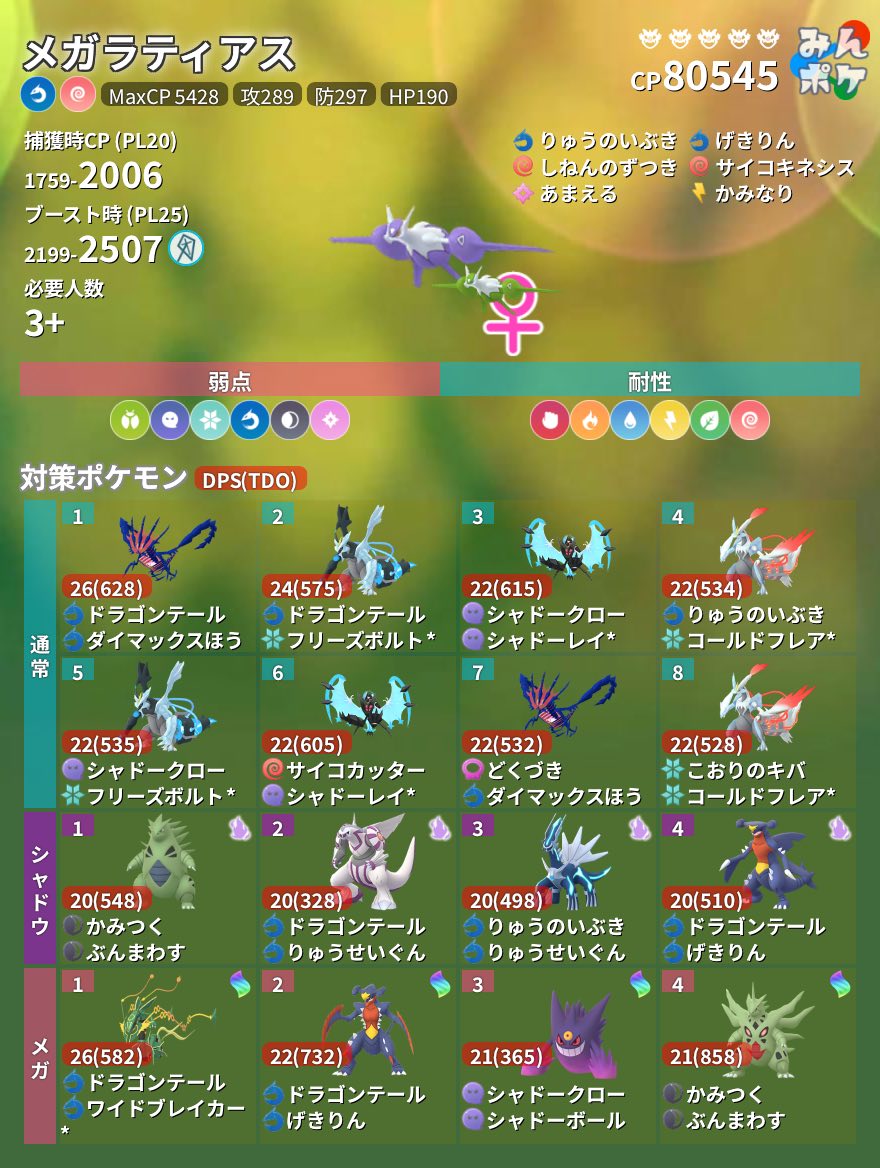 メガラティアス
みん
ポケ
CP80545
MaxCP 5428 攻289 防297 HP190
捕獲時CP (PL20)
1759-2006
ブースト時 (PL25)
2199-2507
必要人数
3+
りゅうのいぶき げきりん
しねんのずつき サイコキネシス
あまえる かみなり
弱点 耐性
対策ポケモン DPS(TDO)
通常
1 2 3 4
26(628) 24(575) 22(615) 22(534)
ドラゴンテール ドラゴンテール シャドークロー りゅうのいぶき
ダイマックスほう フリーズボルト* シャドーレイ* コールドフレア*
5 6 7 8
22(535) 22(605) 22(532) 22(528)
シャドークロー サイコカッター どくづき こおりのキバ
フリーズボルト* シャドーレイ* ダイマックスほう コールドフレア*
シャドウ
1 2 3 4
20(548) 20(328) 20(498) 20(510)
かみつく ドラゴンテール りゅうのいぶき ドラゴンテール
ぶんまわす りゅうせいぐん りゅうせいぐん げきりん
メガ
1 2 3 4
26(582) 22(732) 21(365) 21(858)
ドラゴンテール ドラゴンテール シャドークロー かみつく
ワイドブレイカー げきりん シャドーボール ぶんまわす
*